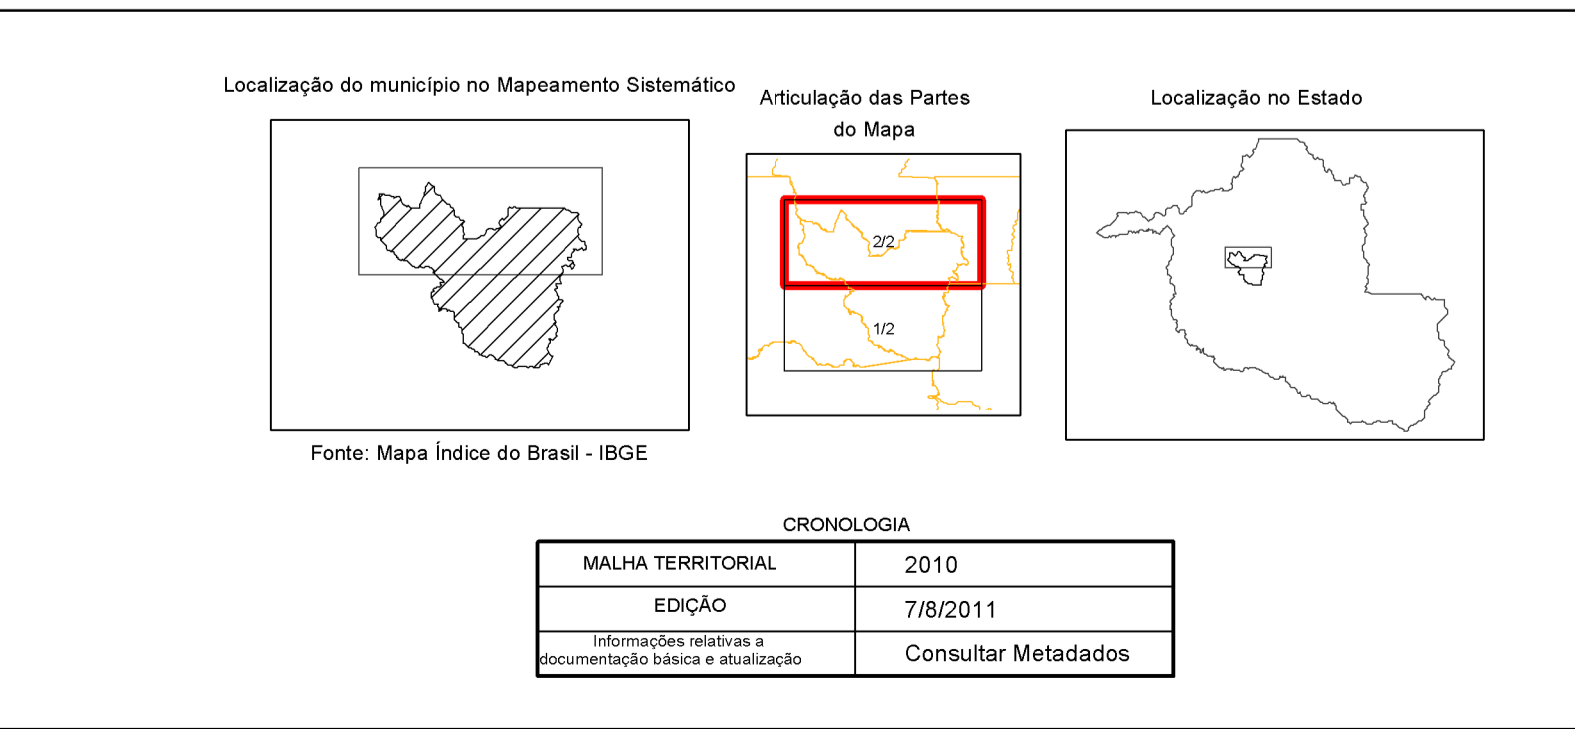 Localização do município no Mapeamento Sistemático
Articulação das Partes
do Mapa
Localização no Estado
2/2
1/2
Fonte: Mapa Índice do Brasil - IBGE
CRONOLOGIA
MALHA TERRITORIAL 2010
EDIÇÃO 7/8/2011
Informações relativas a
documentação básica e atualização Consultar Metadados